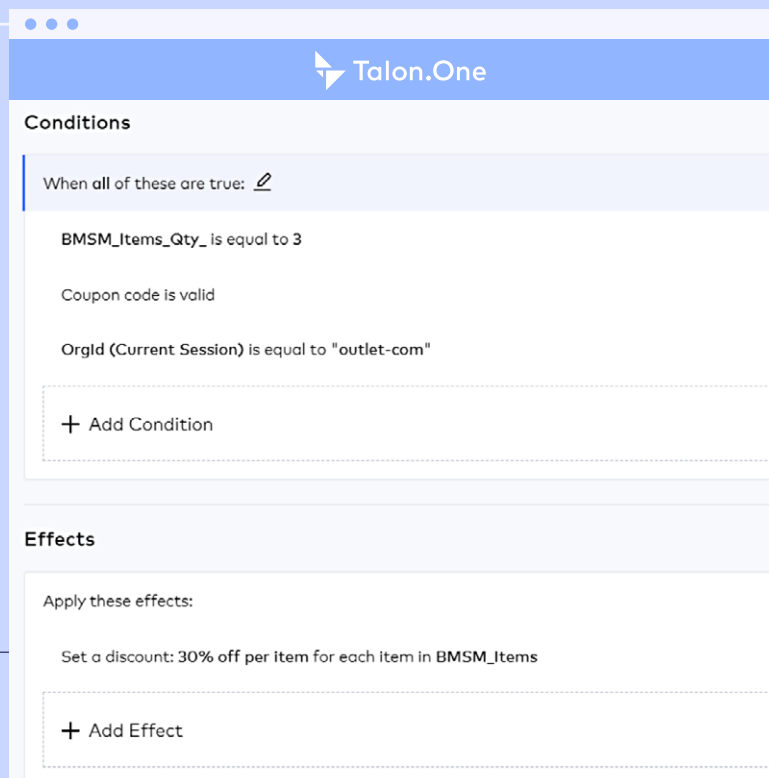 Talon.One
Conditions
When all of these are true:
BMSM_Items_Qty_ is equal to 3
Coupon code is valid
OrgId (Current Session) is equal to "outlet-com"
+ Add Condition
Effects
Apply these effects:
Set a discount: 30% off per item for each item in BMSM_Items
+ Add Effect